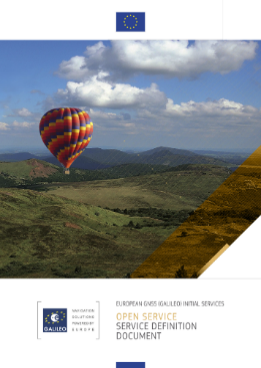 EUROPEAN GNSS (GALILEO) INITIAL SERVICES
OPEN SERVICE
SERVICE DEFINITION
DOCUMENT
NAVIGATION
SOLUTIONS
POWERED BY
EUROPE
GALILEO